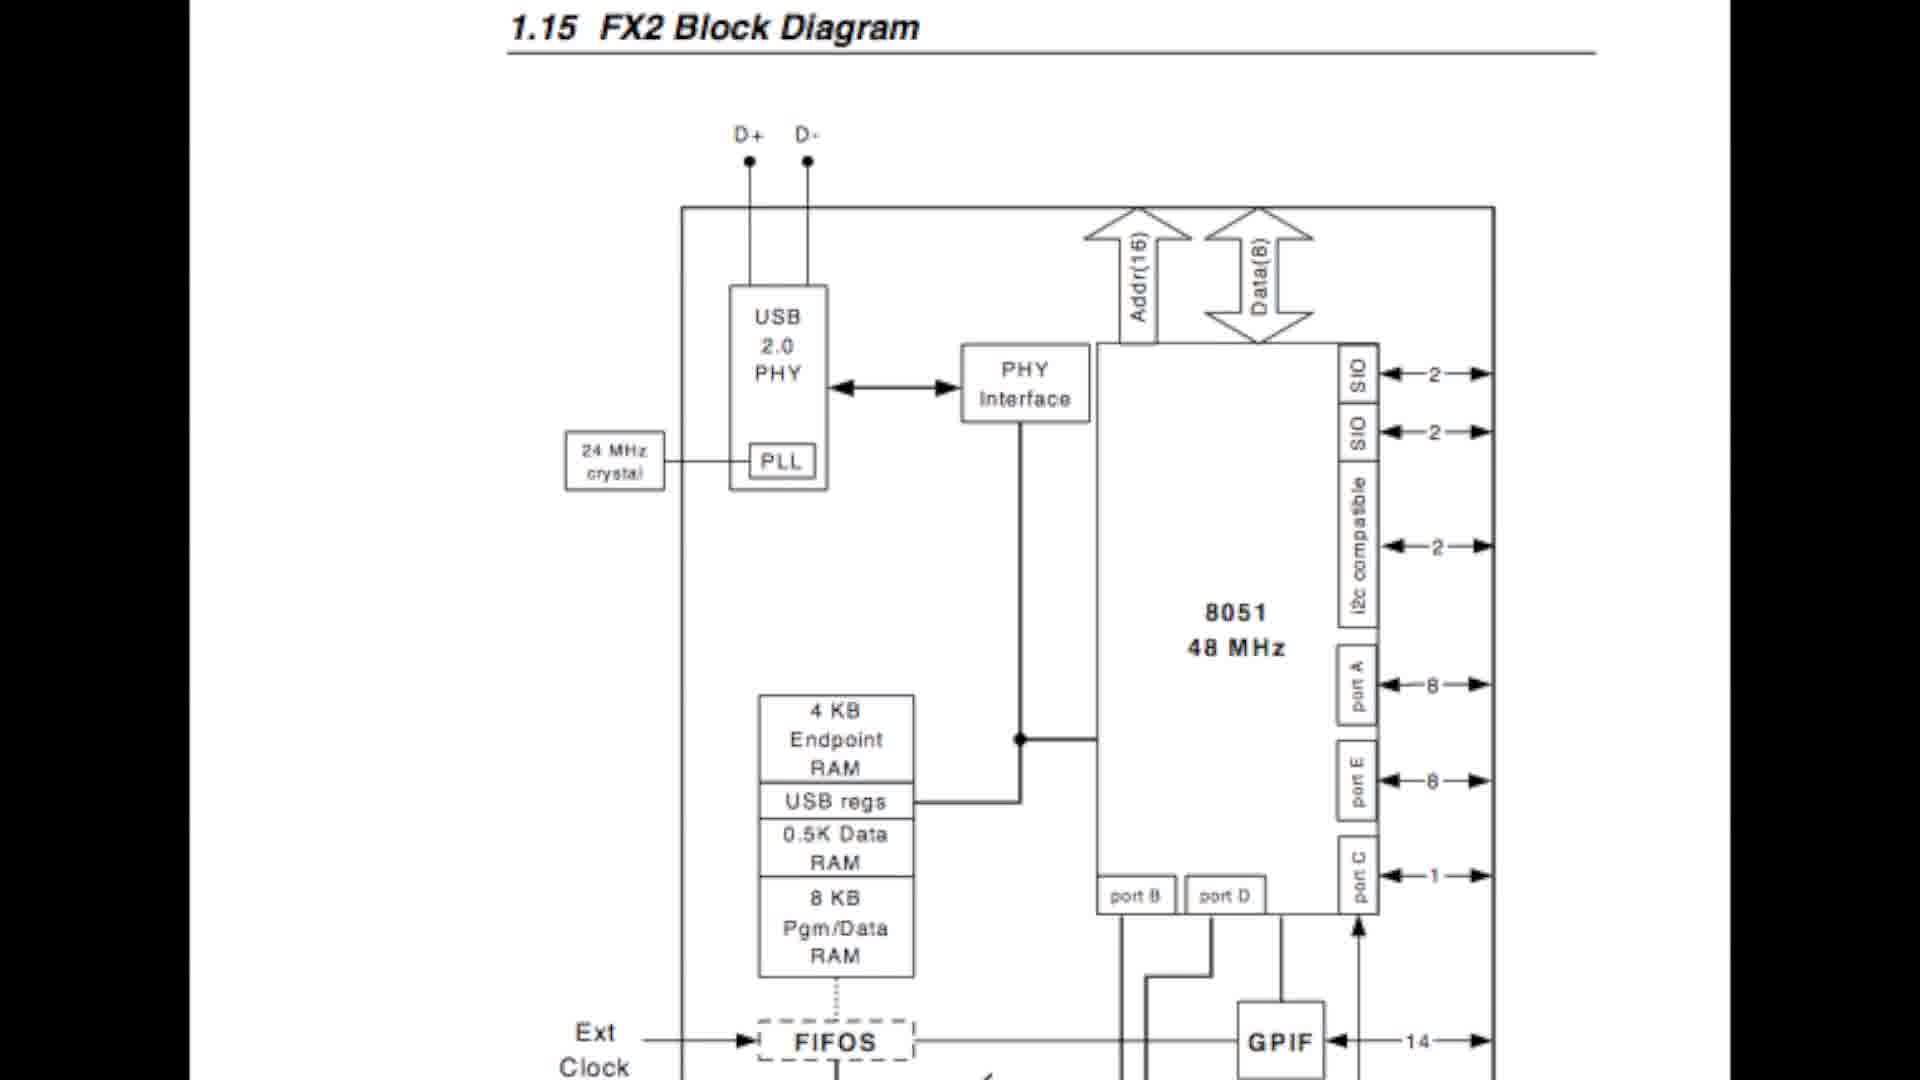 1.15 FX2 Block Diagram
D+ D-
Addr(16)
Data(8)
USB
2.0
PHY
PLL
24 MHz
crystal
PHY
Interface
SIO
2
SIO
2
i2c compatible
2
8051
48 MHz
port A
8
port E
8
port C
1
4 KB
Endpoint
RAM
USB regs
0.5K Data
RAM
8 KB
Pgm/Data
RAM
port B
port D
Ext
Clock
FIFOS
GPIF
14